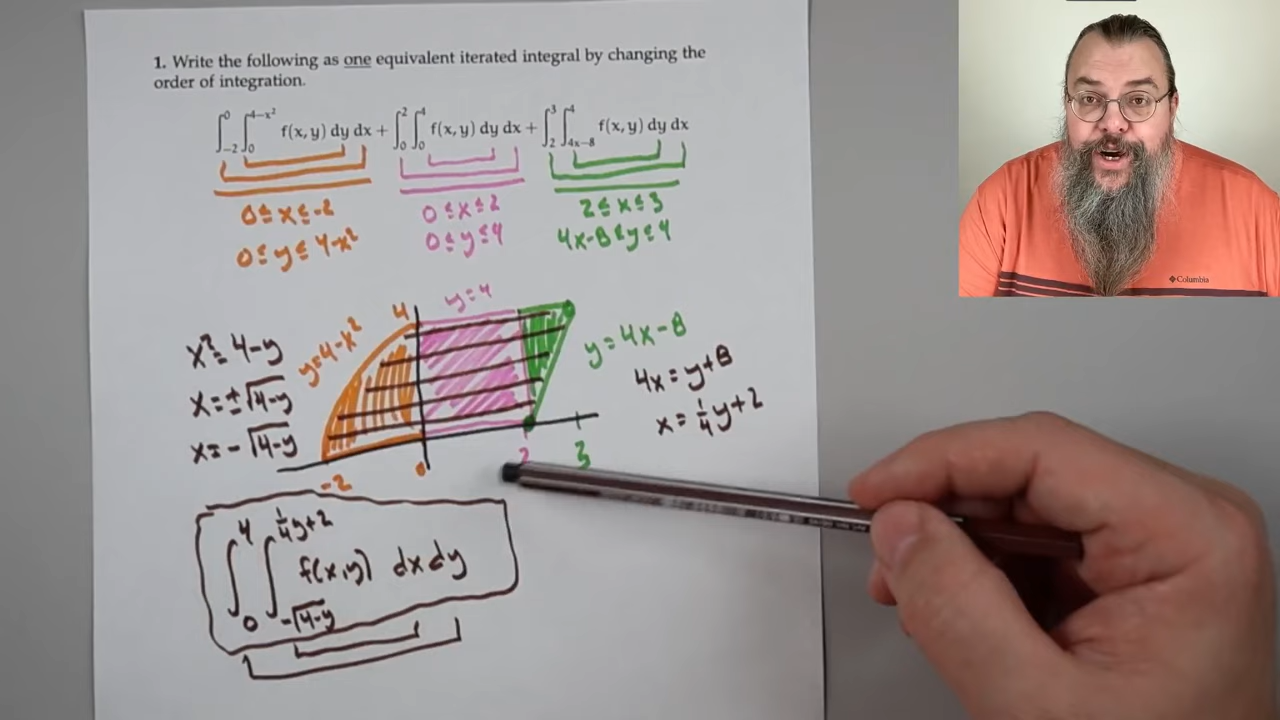 1. Write the following as one equivalent iterated integral by changing the
order of integration.
∫_{-2}^{0} ∫_{0}^{4-x²} f(x,y) dy dx + ∫_{0}^{2} ∫_{0}^{4} f(x,y) dy dx + ∫_{2}^{3} ∫_{4x-8}^{4} f(x,y) dy dx
0 ≤ x ≤ -2 0 ≤ x ≤ 2 2 ≤ x ≤ 3
0 ≤ y ≤ 4-x² 0 ≤ y ≤ 4 4x-8 ≤ y ≤ 4
4 y=4
y=4-x²
y=4x-8
x²=4-y
x=±√4-y
x=-√4-y
4x=y+8
x=¼y+2
-2 0 2 3
∫_{0}^{4} ∫_{-√4-y}^{¼y+2} f(x,y) dx dy
Columbia